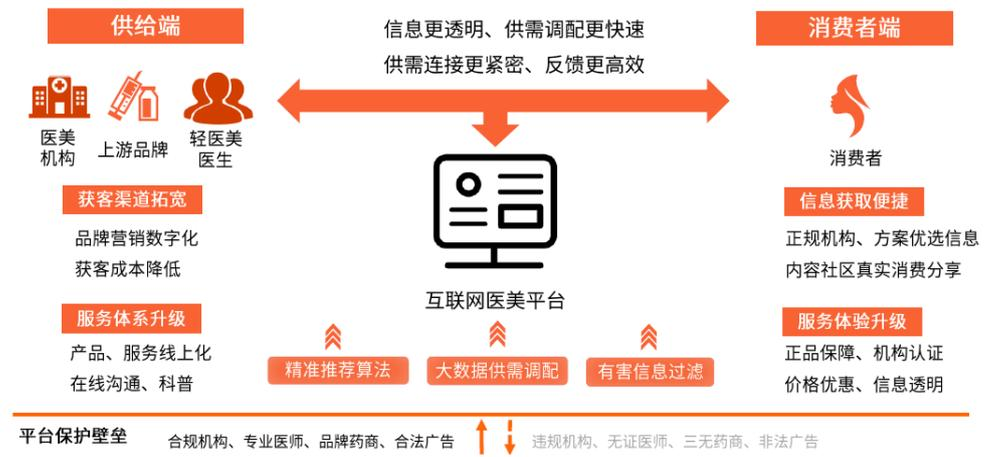 供给端
信息更透明、供需调配更快速
供需连接更紧密、反馈更高效
消费者端
医美
机构
上游品牌
轻医美
医生
消费者
获客渠道拓宽
品牌营销数字化
获客成本降低
信息获取便捷
正规机构、方案优选信息
内容社区真实消费分享
互联网医美平台
服务体系升级
产品、服务线上化
在线沟通、科普
精准推荐算法
大数据供需调配
有害信息过滤
服务体验升级
正品保障、机构认证
价格优惠、信息透明
平台保护壁垒
合规机构、专业医师、品牌药商、合法广告
违规机构、无证医师、三无药商、非法广告